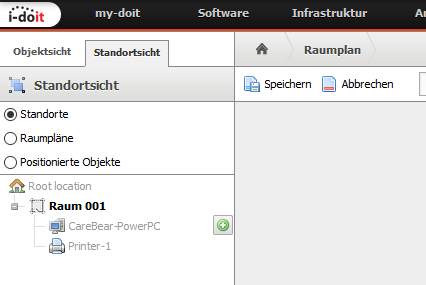 i-doit
my-doit Software Infrastruktur
Objektsicht Standortsicht
Raumplan
Standortsicht
Speichern Abbrechen
Standorte
Raumpläne
Positionierte Objekte
Root location
Raum 001
CareBear-PowerPC
Printer-1